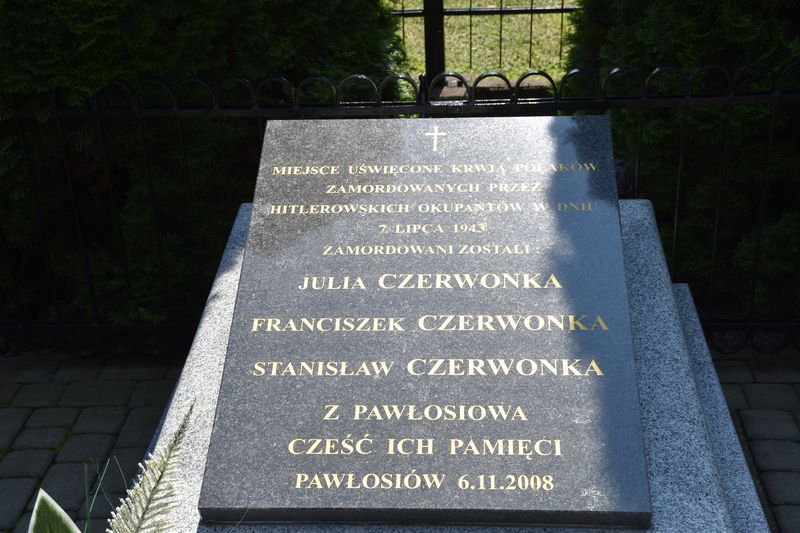 MIEJSCE UŚWIĘCONE KRWIĄ POLAKÓW
ZAMORDOWANYCH PRZEZ
HITLEROWSKICH OKUPANTÓW W DNIU
7 LIPCA 1943
ZAMORDOWANI ZOSTALI :
JULIA CZERWONKA
FRANCISZEK CZERWONKA
STANISŁAW CZERWONKA
Z PAWŁOSIOWA
CZEŚĆ ICH PAMIĘCI
PAWŁOSIÓW 6.11.2008